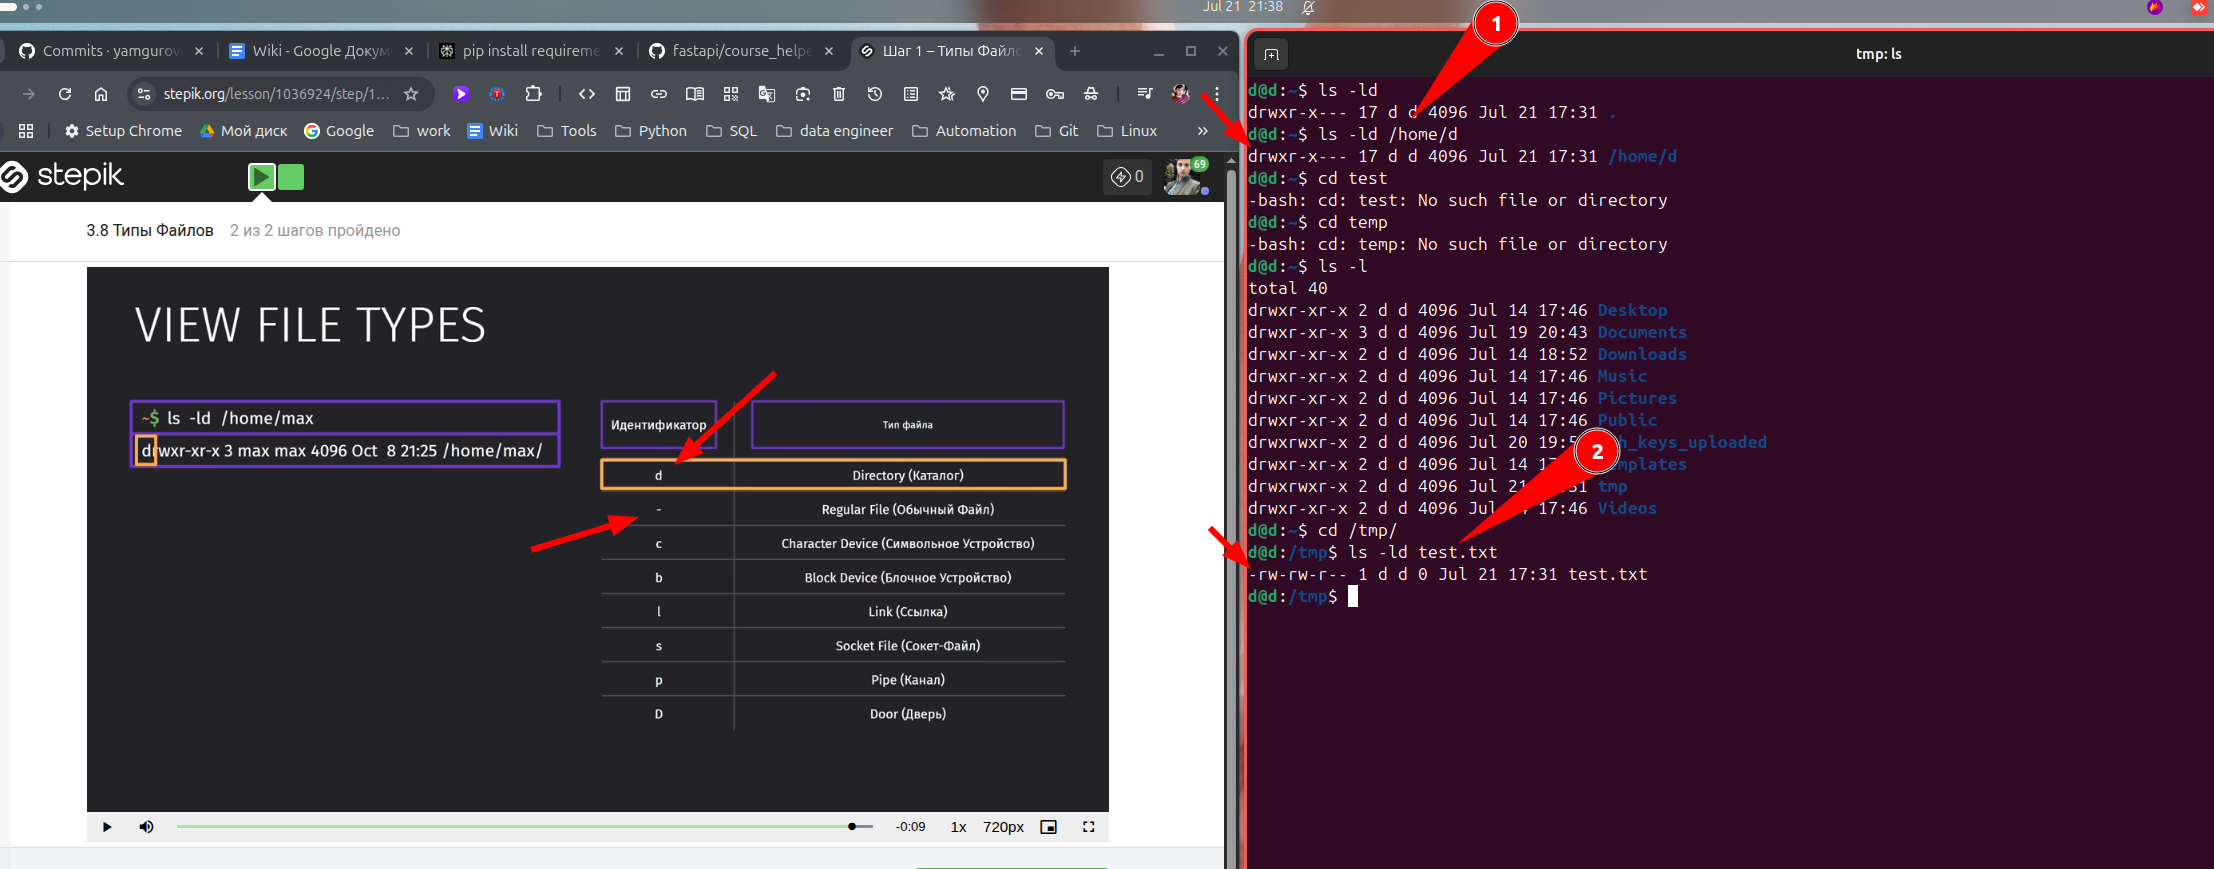 Jul 21 21:38
Commits · yamgurov
Wiki - Google Докум
pip install requireme
fastapi/course_helpe
Шаг 1 – Типы Файло
stepik.org/lesson/1036924/step/1...
Setup Chrome
Мой диск
Google
work
Wiki
Tools
Python
SQL
data engineer
Automation
Git
Linux
»
stepik
0
69
3.8 Типы Файлов 2 из 2 шагов пройдено
VIEW FILE TYPES
~$ ls -ld /home/max
drwxr-xr-x 3 max max 4096 Oct 8 21:25 /home/max/
Идентификатор Тип файла
d Directory (Каталог)
- Regular File (Обычный Файл)
c Character Device (Символьное Устройство)
b Block Device (Блочное Устройство)
l Link (Ссылка)
s Socket File (Сокет-Файл)
p Pipe (Канал)
D Door (Дверь)
-0:09 1x 720px
1
tmp: ls
d@d:~$ ls -ld
drwxr-x--- 17 d d 4096 Jul 21 17:31 .
d@d:~$ ls -ld /home/d
drwxr-x--- 17 d d 4096 Jul 21 17:31 /home/d
d@d:~$ cd test
-bash: cd: test: No such file or directory
d@d:~$ cd temp
-bash: cd: temp: No such file or directory
d@d:~$ ls -l
total 40
drwxr-xr-x 2 d d 4096 Jul 14 17:46 Desktop
drwxr-xr-x 3 d d 4096 Jul 19 20:43 Documents
drwxr-xr-x 2 d d 4096 Jul 14 18:52 Downloads
drwxr-xr-x 2 d d 4096 Jul 14 17:46 Music
drwxr-xr-x 2 d d 4096 Jul 14 17:46 Pictures
drwxr-xr-x 2 d d 4096 Jul 14 17:46 Public
drwxrwxr-x 2 d d 4096 Jul 20 19:5 h_keys_uploaded
drwxr-xr-x 2 d d 4096 Jul 14 1 mplates
2
drwxrwxr-x 2 d d 4096 Jul 21 31 tmp
drwxr-xr-x 2 d d 4096 Jul 17:46 Videos
d@d:~$ cd /tmp/
d@d:/tmp$ ls -ld test.txt
-rw-rw-r-- 1 d d 0 Jul 21 17:31 test.txt
d@d:/tmp$